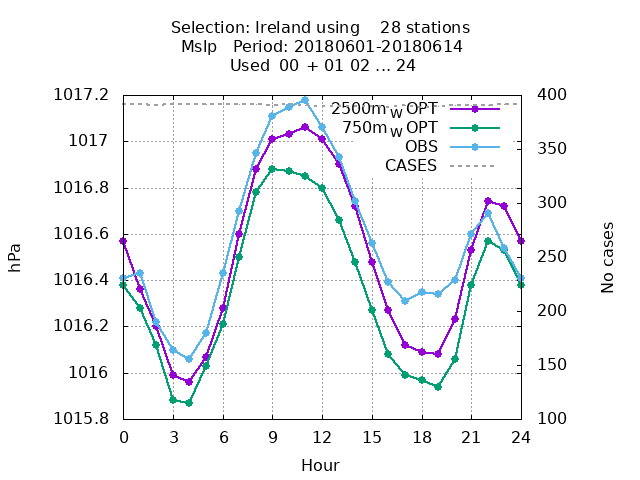 Selection: Ireland using 28 stations
Mslp Period: 20180601-20180614
Used 00 + 01 02 ... 24
1017.2
1017
1016.8
1016.6
1016.4
1016.2
1016
1015.8
hPa
400
350
300
250
200
150
100
No cases
2500m_W OPT
750m_W OPT
OBS
CASES
0 3 6 9 12 15 18 21 24
Hour